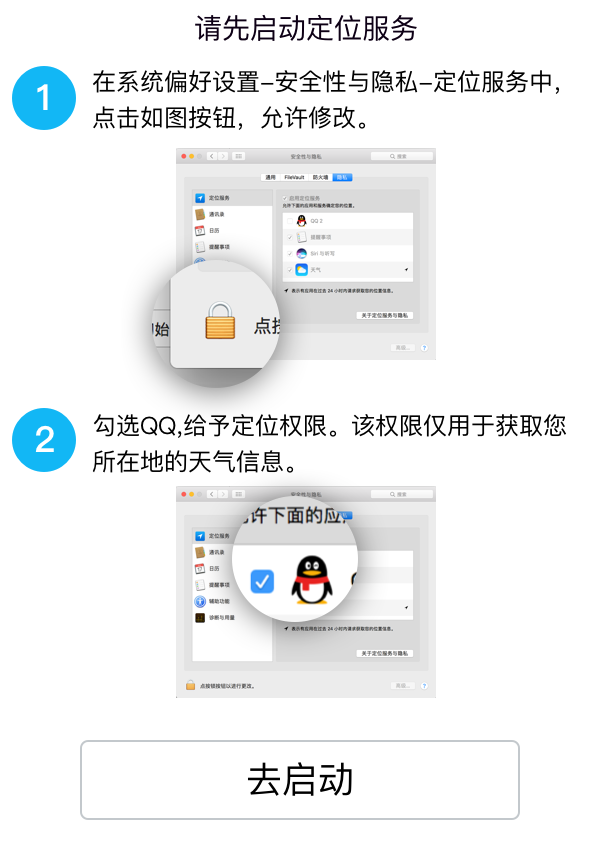 请先启动定位服务
1
在系统偏好设置-安全性与隐私-定位服务中,
点击如图按钮，允许修改。
安全性与隐私
搜索
通用 FileVault 防火墙 隐私
定位服务
启用定位服务
允许下面的应用和服务确定您的位置。
通讯录
QQ 2
日历
提醒事项
提醒事项
Siri 与听写
天气
表示有应用在过去 24 小时内请求获取您的位置信息。
关于定位服务与隐私
点按
高级...
?
2
勾选QQ,给予定位权限。该权限仅用于获取您
所在地的天气信息。
安全性与隐私
搜索
允许下面的应用
定位服务
通讯录
日历
提醒事项
辅助功能
诊断与用量
表示有应用在过去 24 小时内请求获取您的位置信息。
关于定位服务与隐私
点按锁按钮以进行更改。
高级...
?
去启动